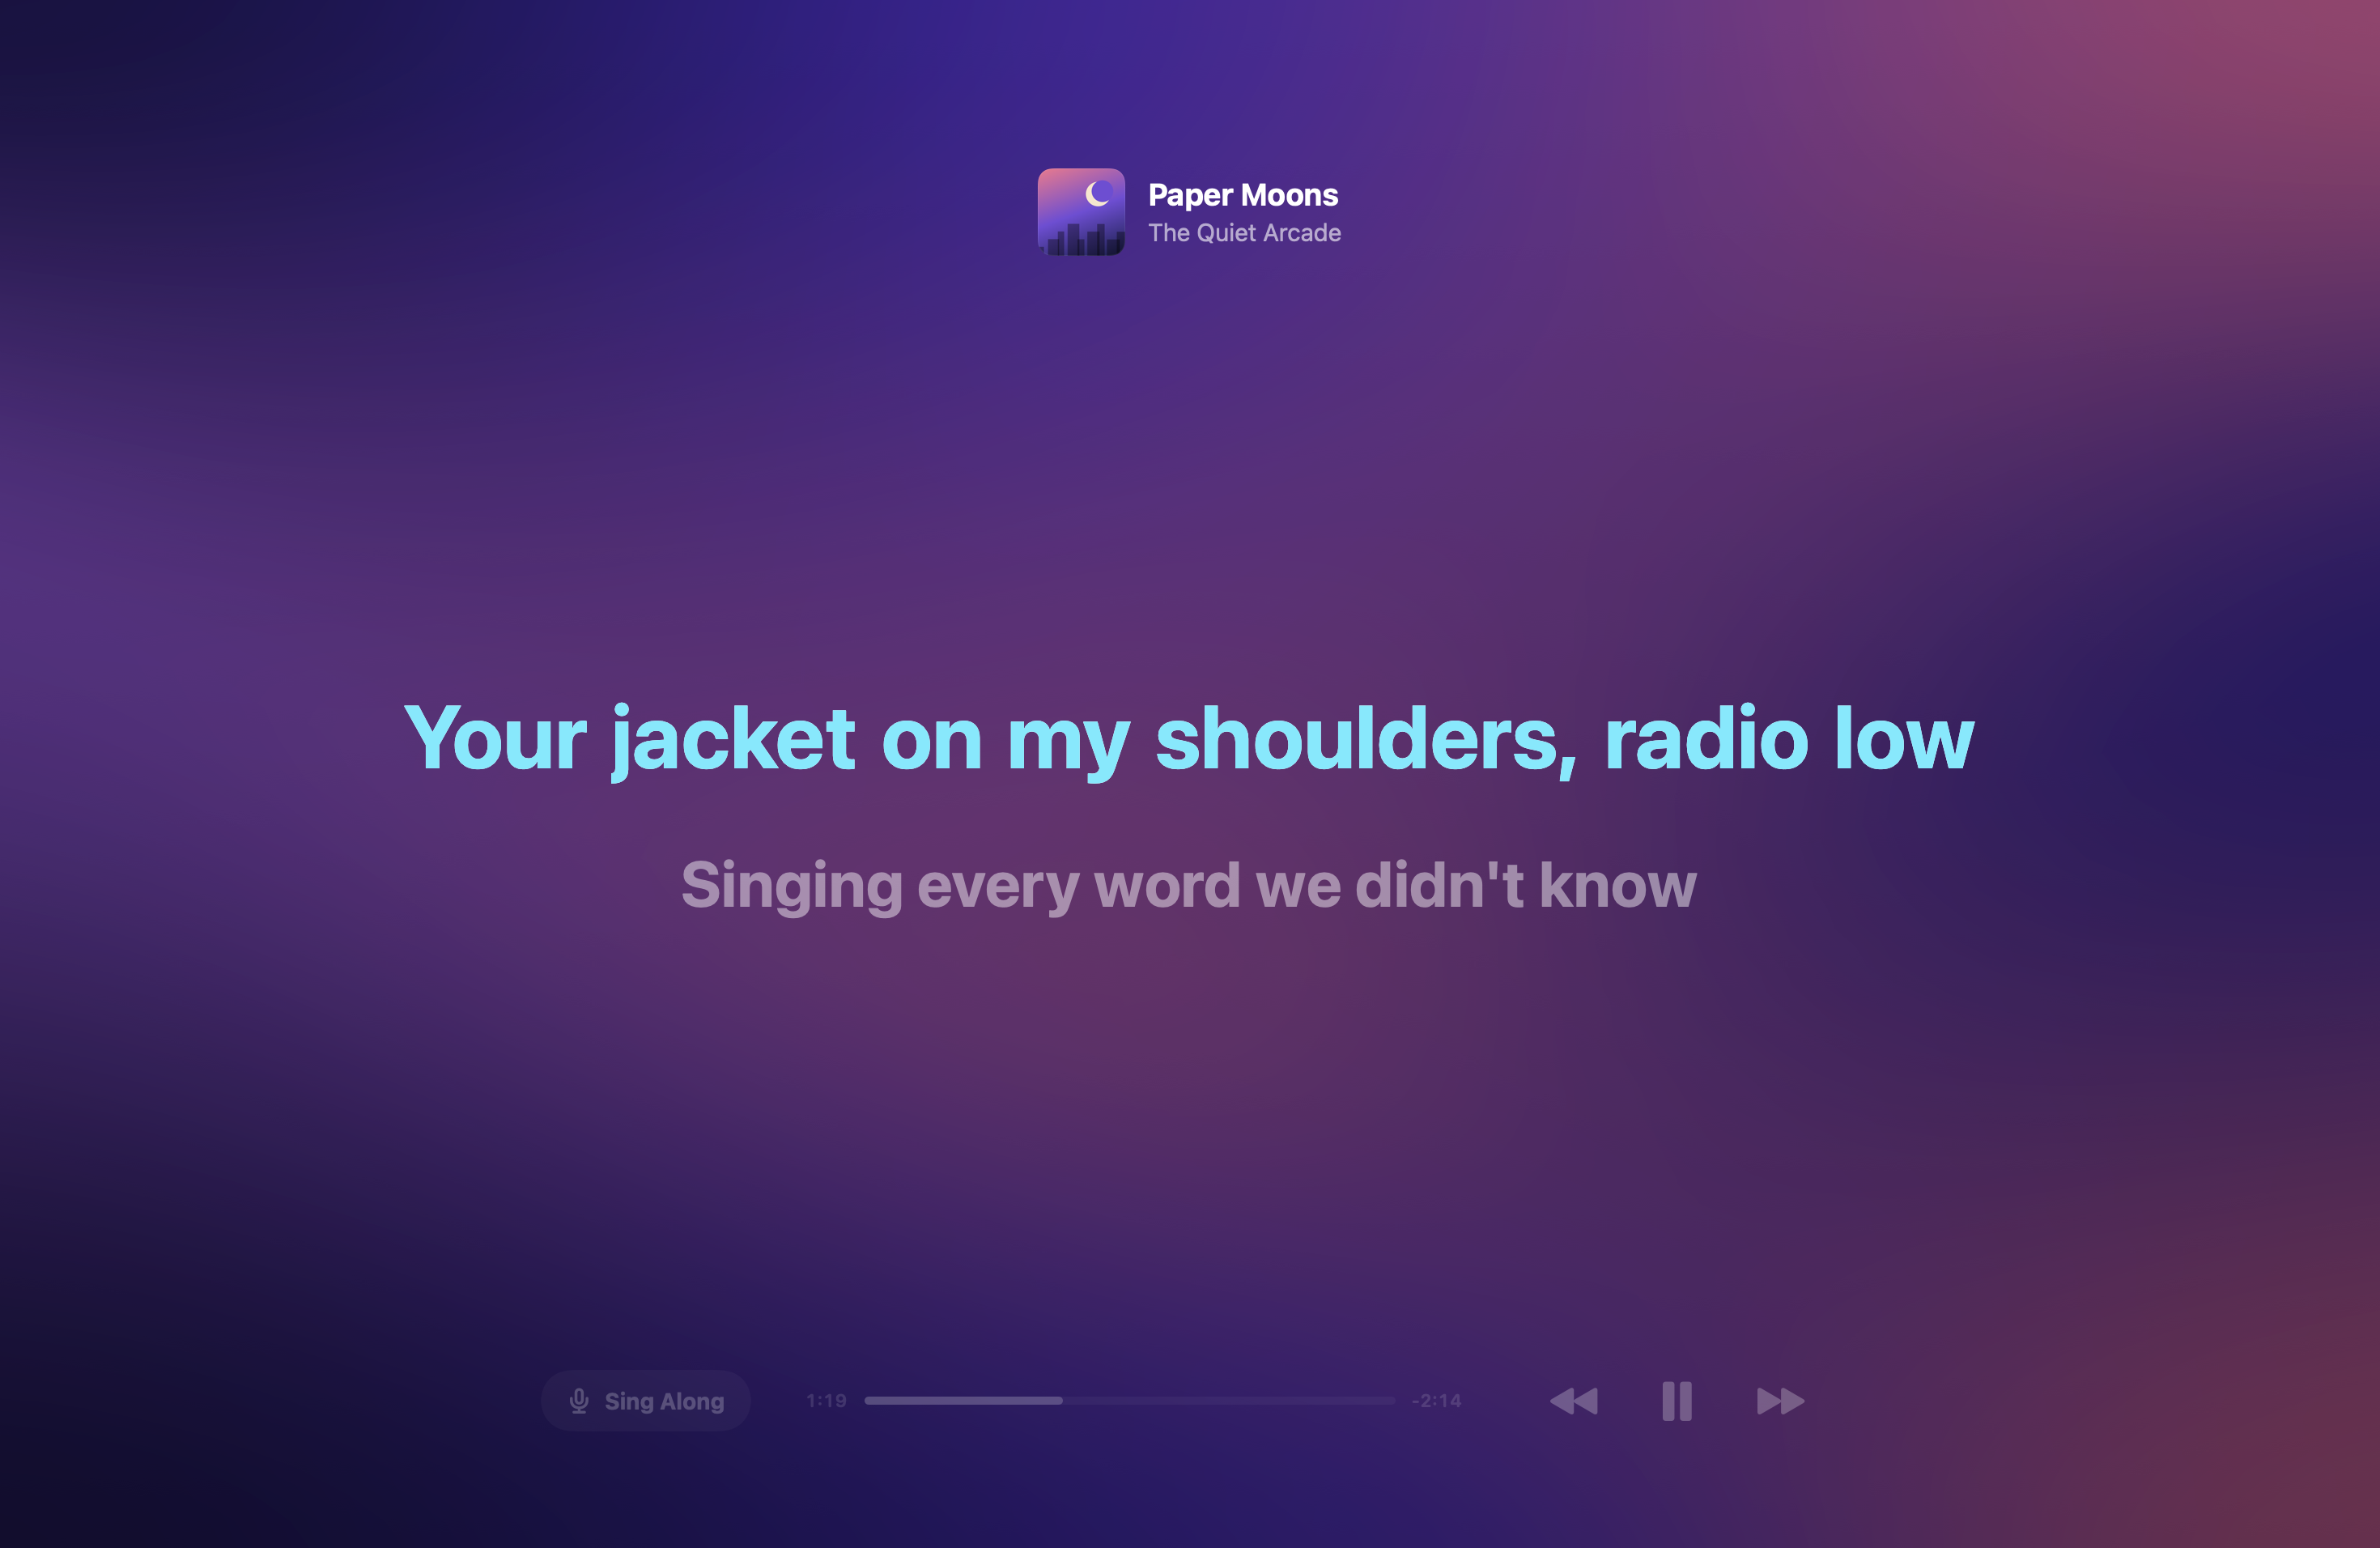 Paper Moons
The Quiet Arcade
Your jacket on my shoulders, radio low
Singing every word we didn't know
Sing Along
1:19
-2:14